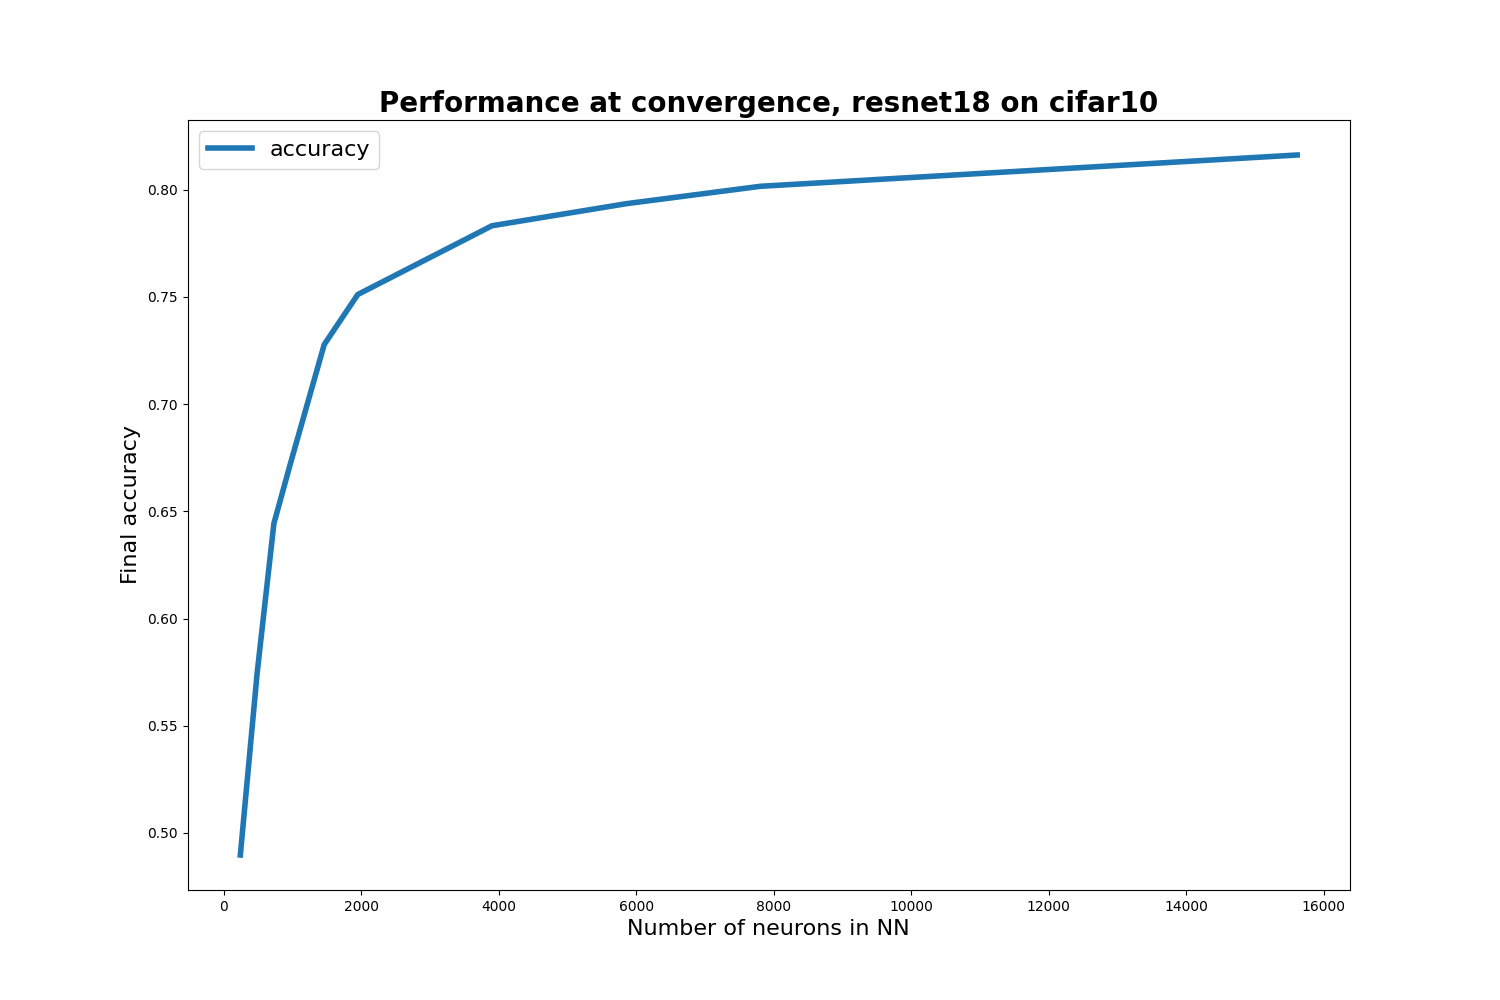 Performance at convergence, resnet18 on cifar10
accuracy
0.80
0.75
0.70
0.65
0.60
0.55
0.50
Final accuracy
0 2000 4000 6000 8000 10000 12000 14000 16000
Number of neurons in NN